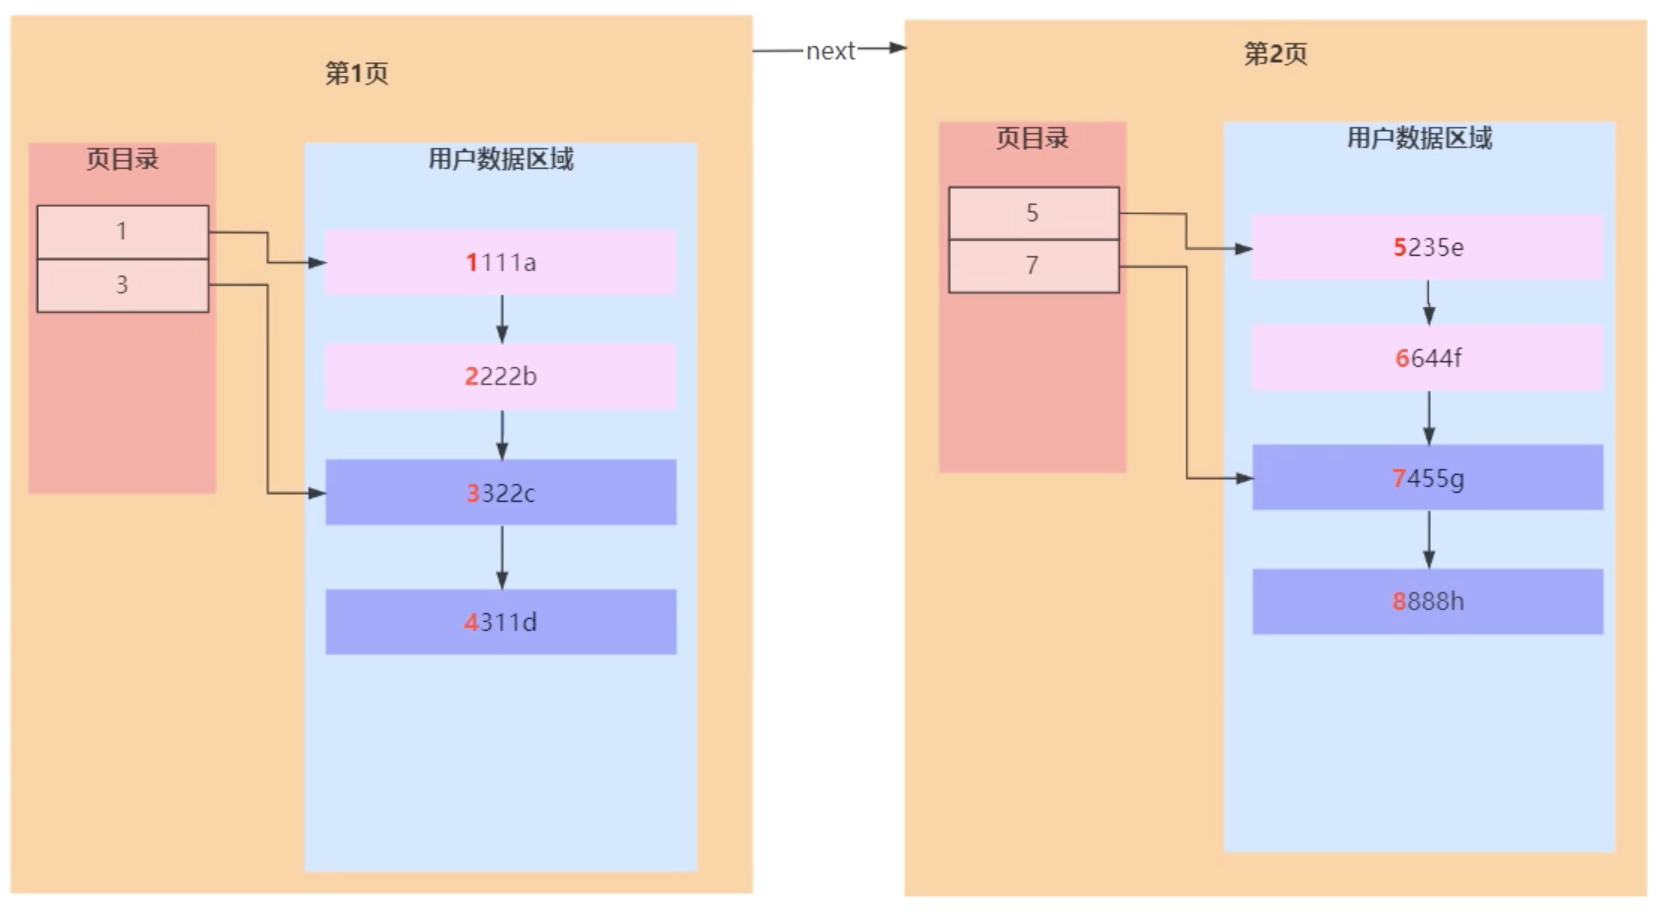 第1页
页目录
1
3
用户数据区域
1111a
2222b
3322c
4311d
next
第2页
页目录
5
7
用户数据区域
5235e
6644f
7455g
8888h